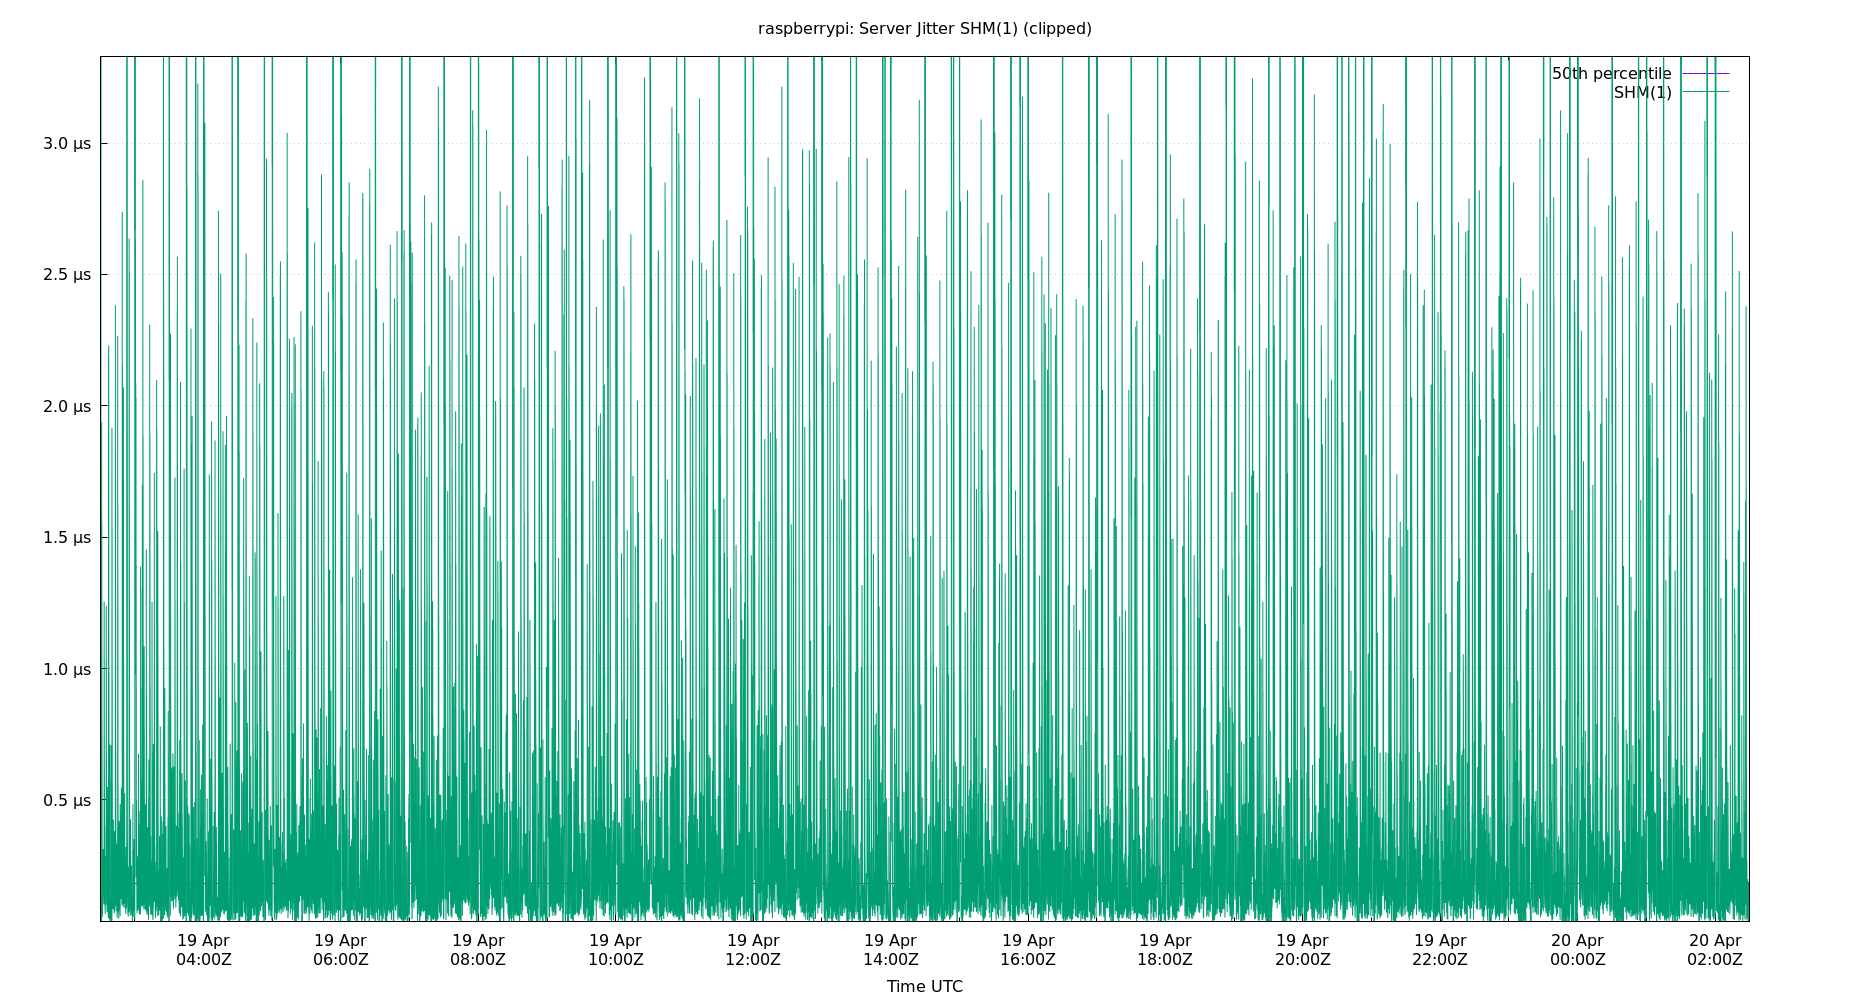 raspberrypi: Server Jitter SHM(1) (clipped)
50th percentile
SHM(1)
3.0 µs
2.5 µs
2.0 µs
1.5 µs
1.0 µs
0.5 µs
19 Apr 19 Apr 19 Apr 19 Apr 19 Apr 19 Apr 19 Apr 19 Apr 19 Apr 19 Apr 20 Apr 20 Apr
04:00Z 06:00Z 08:00Z 10:00Z 12:00Z 14:00Z 16:00Z 18:00Z 20:00Z 22:00Z 00:00Z 02:00Z
Time UTC